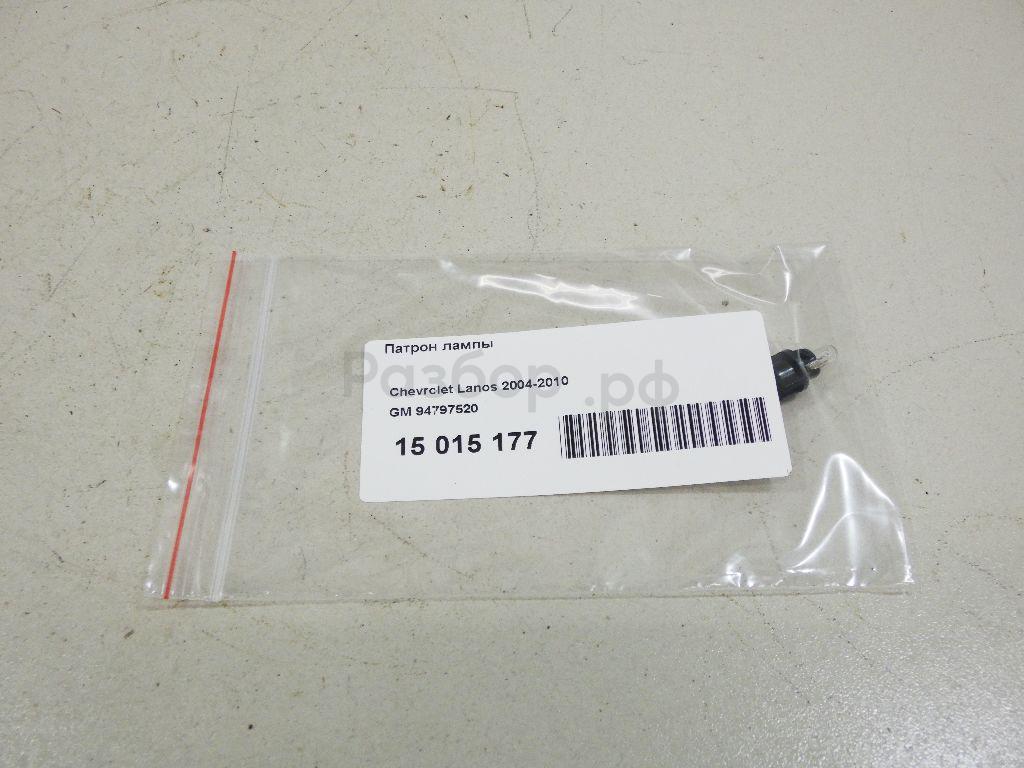 Патрон лампы
Разбор.рф
Chevrolet Lanos 2004-2010
GM 94797520
15 015 177